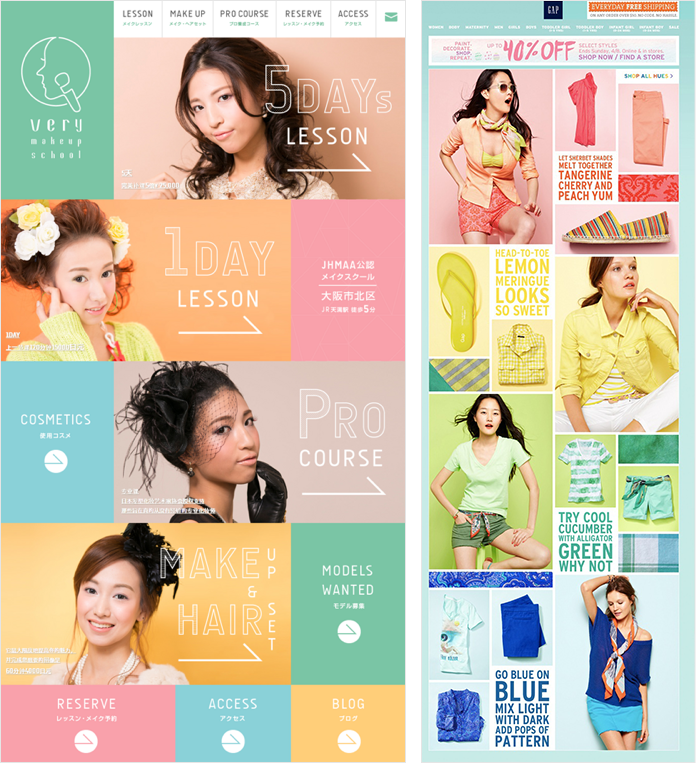 LESSON
メイクレッスン
MAKE UP
メイク・ヘアセット
PRO COURSE
プロ養成コース
RESERVE
レッスン・メイク予約
ACCESS
アクセス
very
makeup
school
5DAYs
LESSON
5天
1DAY
LESSON
1DAY
JHMAA公認
メイクスクール
大阪市北区
JR天満駅 徒歩5分
COSMETICS
使用コスメ
PRO
COURSE
MAKE UP
&
HAIR SET
MODELS
WANTED
モデル募集
RESERVE
レッスン・メイク予約
ACCESS
アクセス
BLOG
ブログ
GAP
EVERYDAY FREE SHIPPING
ON ANY ORDER OVER $50. NO CODE, NO HASSLE.
WOMEN
BODY
MATERNITY
MEN
GIRLS
BOYS
TODDLER GIRL
TODDLER BOY
INFANT GIRL
INFANT BOY
SALE
PAINT.
DECORATE.
SHOP.
REPEAT.
UP TO
40% OFF
SELECT STYLES
Ends Sunday, 4/8. Online & in stores.
SHOP NOW / FIND A STORE
SHOP ALL HUES
LET SHERBET SHADES
MELT TOGETHER
TANGERINE
CHERRY AND
PEACH YUM
HEAD-TO-TOE
LEMON
MERINGUE
LOOKS
SO SWEET
TRY COOL
CUCUMBER
WITH ALLIGATOR
GREEN
WHY NOT
GO BLUE ON
BLUE
MIX LIGHT
WITH DARK
ADD POPS OF
PATTERN